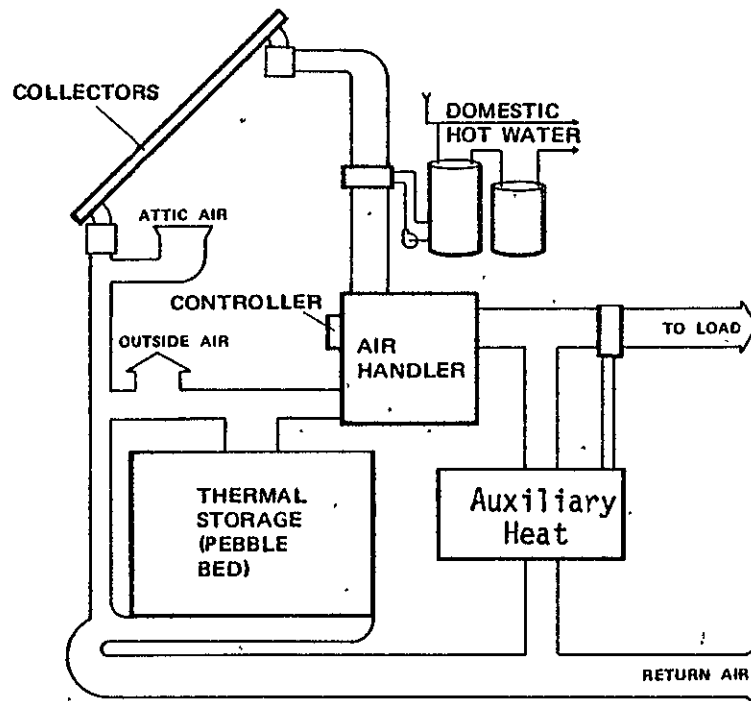 COLLECTORS
DOMESTIC
HOT WATER
ATTIC AIR
CONTROLLER
OUTSIDE AIR
AIR
HANDLER
TO LOAD
THERMAL
STORAGE
(PEBBLE
BED)
Auxiliary
Heat
RETURN AIR